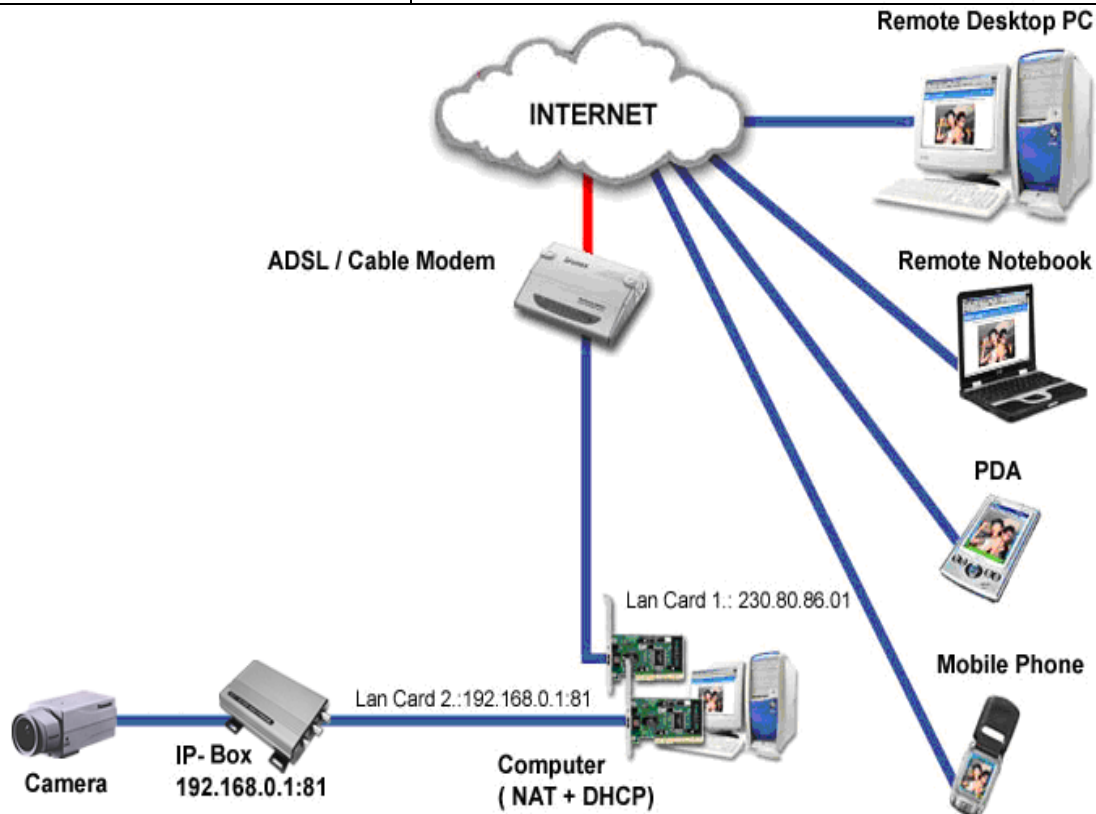 Remote Desktop PC
INTERNET
ADSL / Cable Modem
Remote Notebook
PDA
Lan Card 1.: 230.80.86.01
Mobile Phone
Lan Card 2.:192.168.0.1:81
IP- Box
192.168.0.1:81
Camera
Computer
( NAT + DHCP)